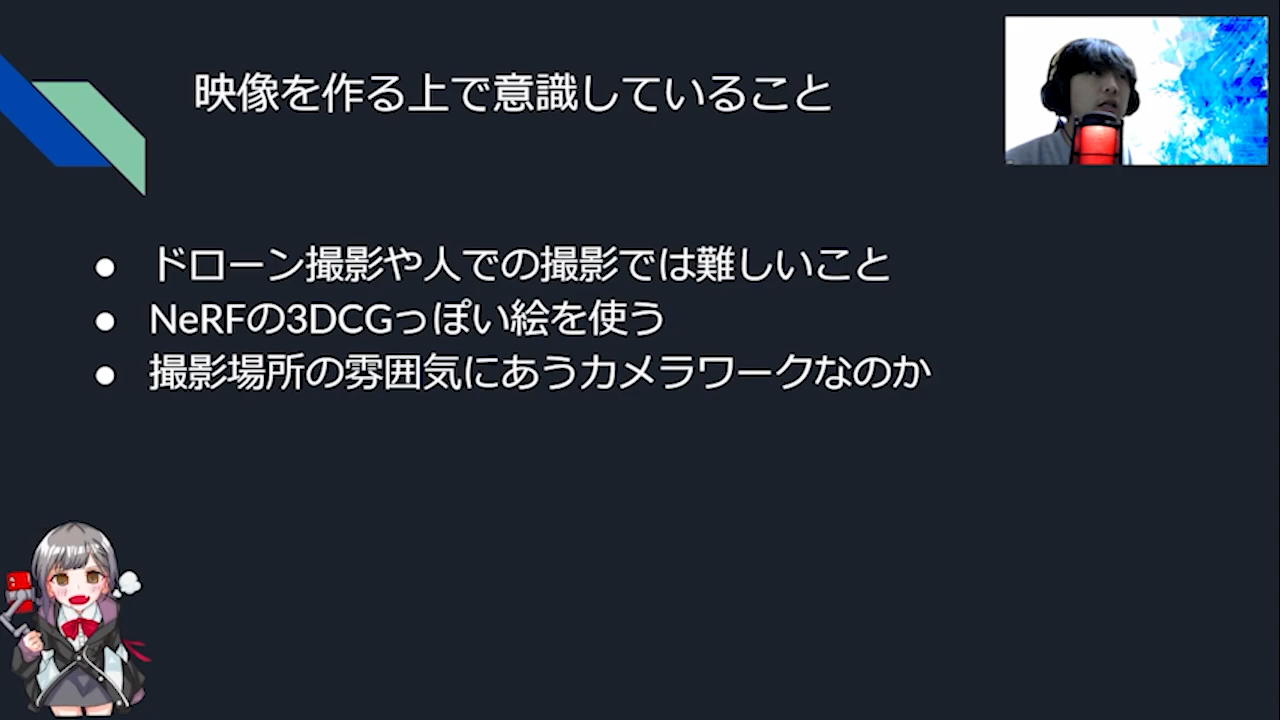 映像を作る上で意識していること
● ドローン撮影や人での撮影では難しいこと
● NeRFの3DCGっぽい絵を使う
● 撮影場所の雰囲気にあうカメラワークなのか